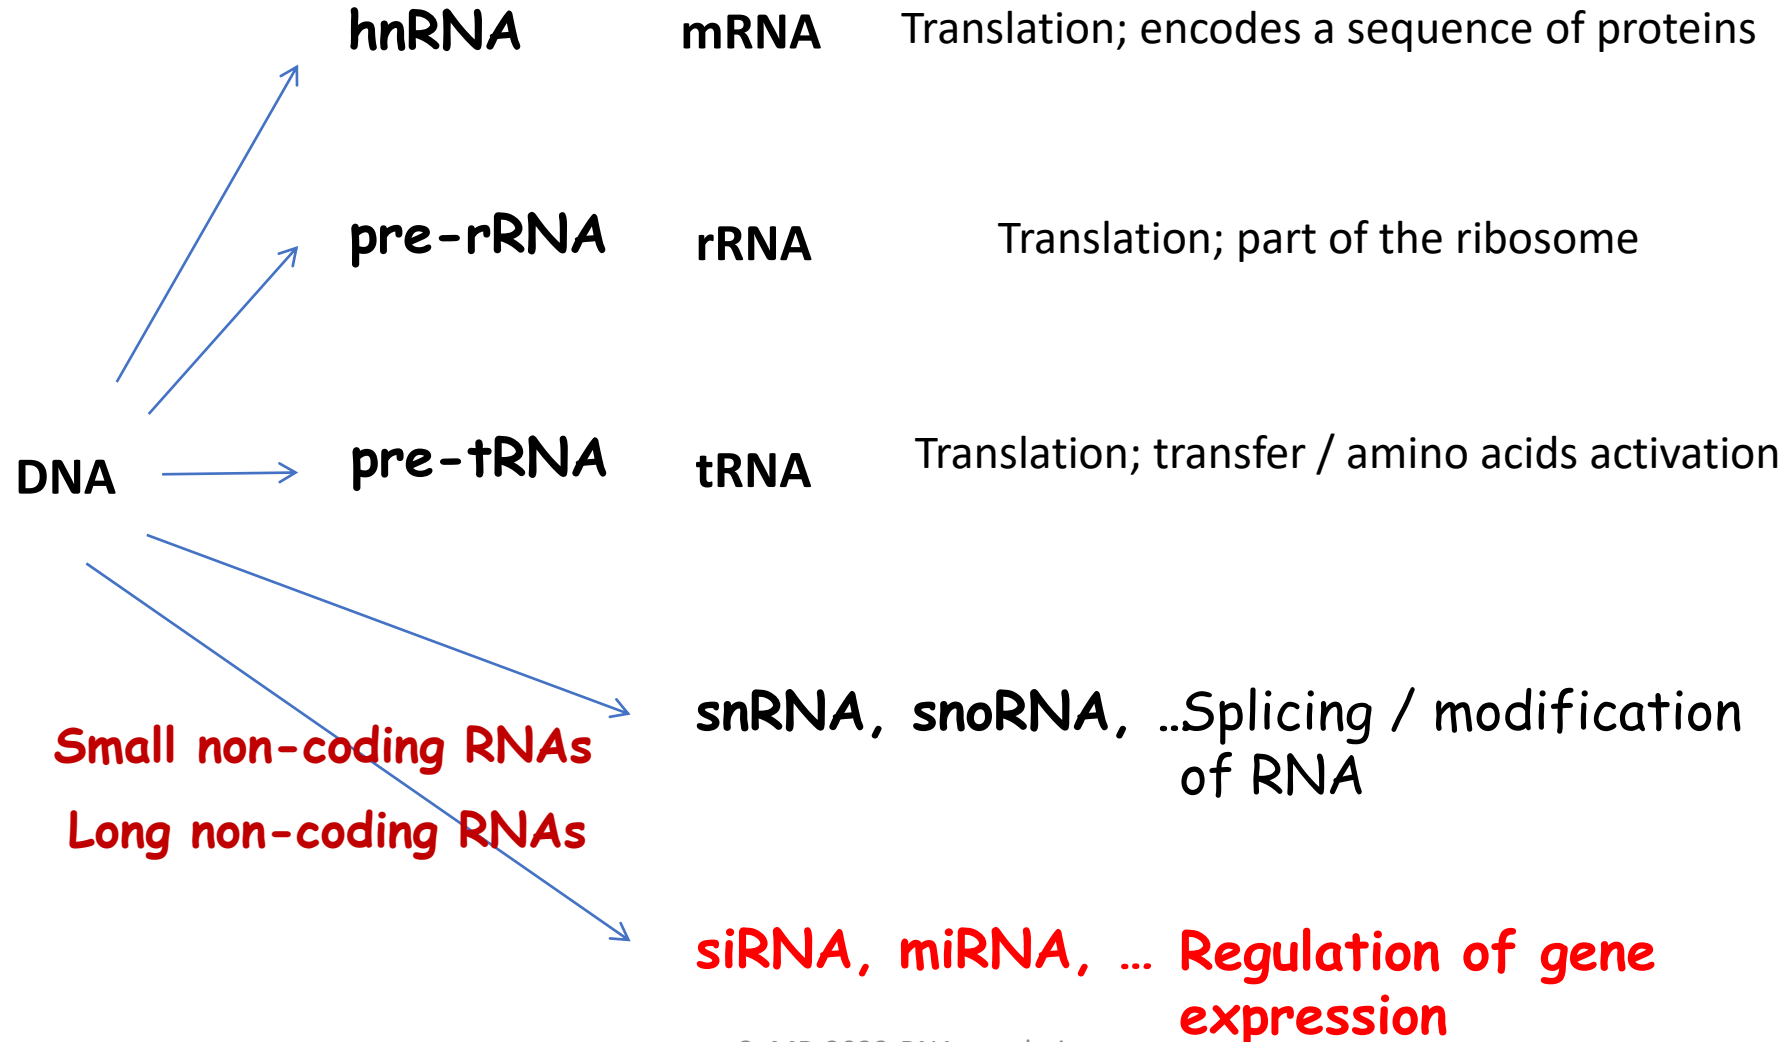 hnRNA mRNA Translation; encodes a sequence of proteins
pre-rRNA rRNA Translation; part of the ribosome
pre-tRNA tRNA Translation; transfer / amino acids activation
DNA
snRNA, snoRNA, … Splicing / modification
of RNA
Small non-coding RNAs
Long non-coding RNAs
siRNA, miRNA, … Regulation of gene
expression